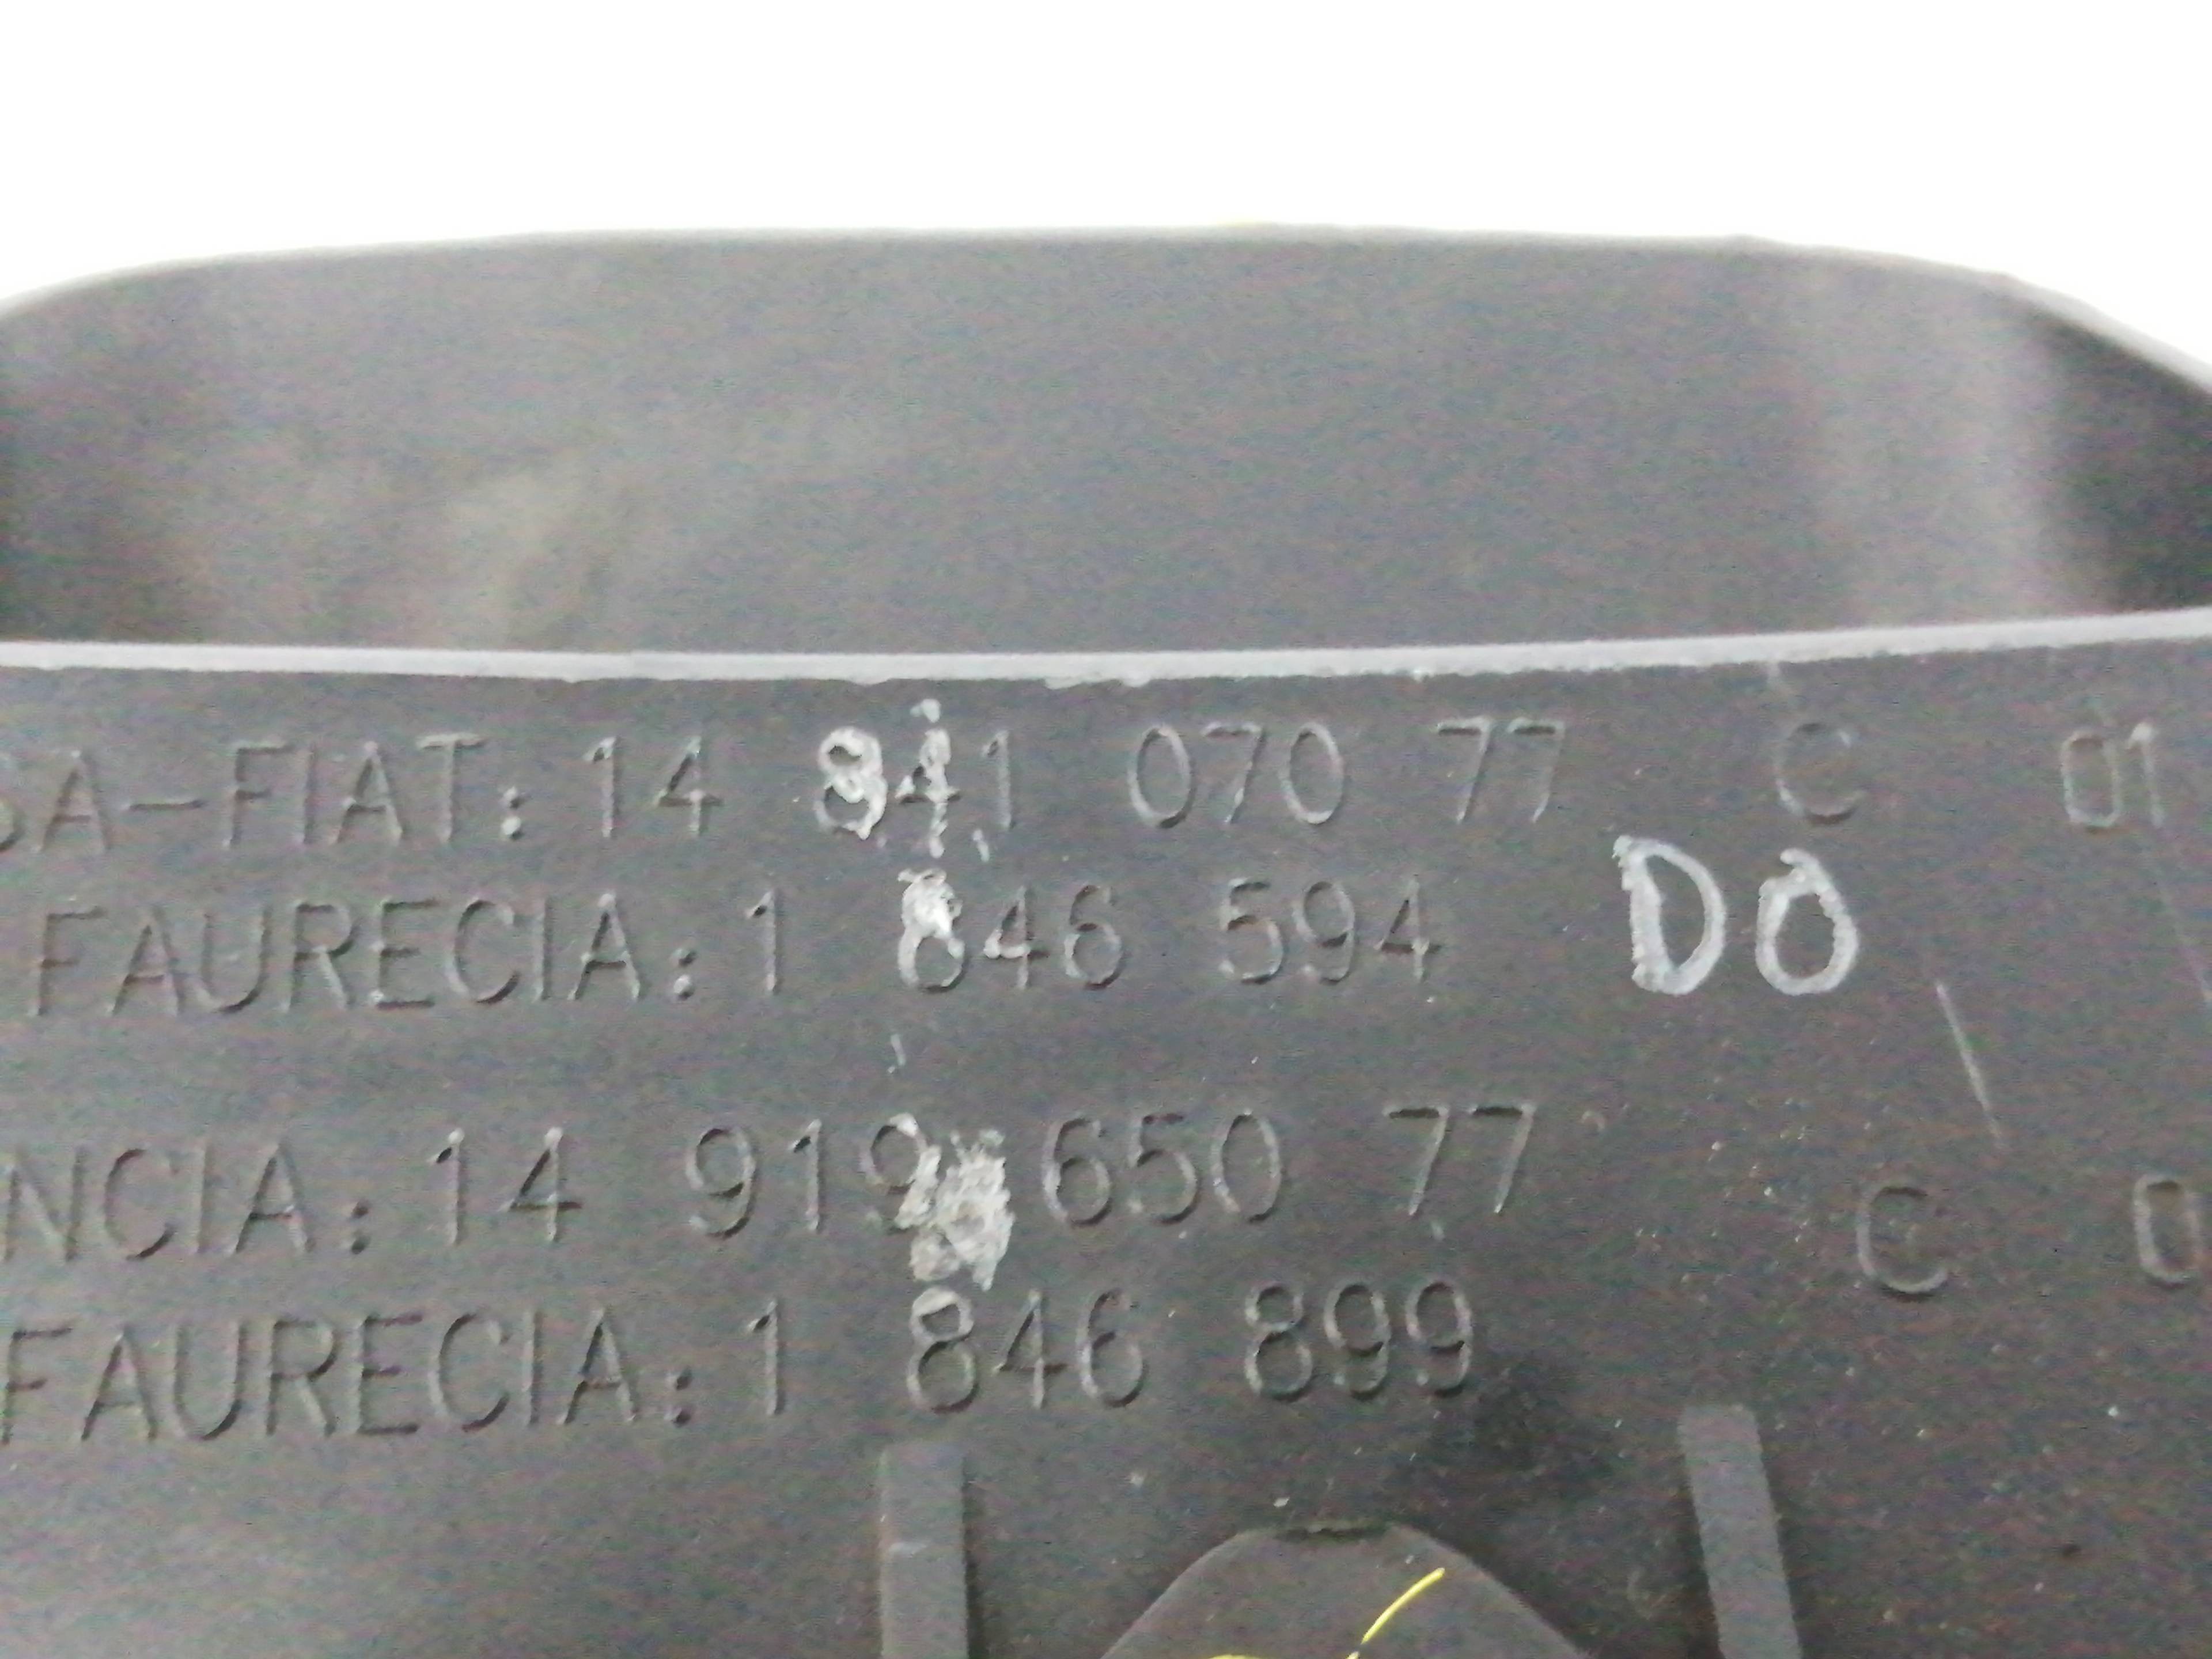 SA-FIAT: 14 841 070 77 C 01
FAURECIA: 1 846 594 DO
NCIA: 14 919 650 77 C 0
FAURECIA: 1 846 899